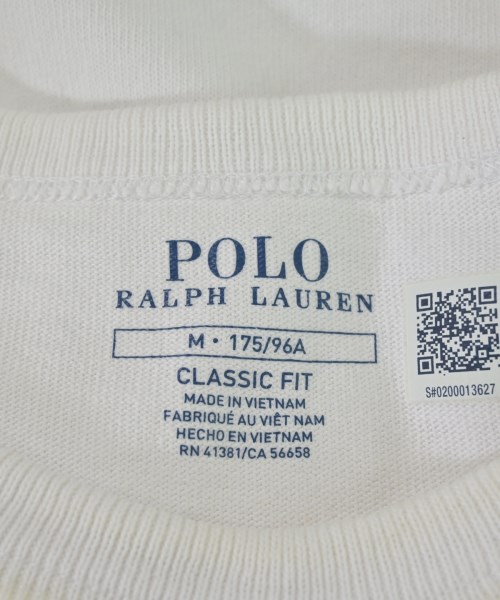 POLO
RALPH LAUREN
M • 175/96A
CLASSIC FIT
MADE IN VIETNAM
FABRIQUÉ AU VIÊT NAM
HECHO EN VIETNAM
RN 41381/CA 56658
S#0200013627